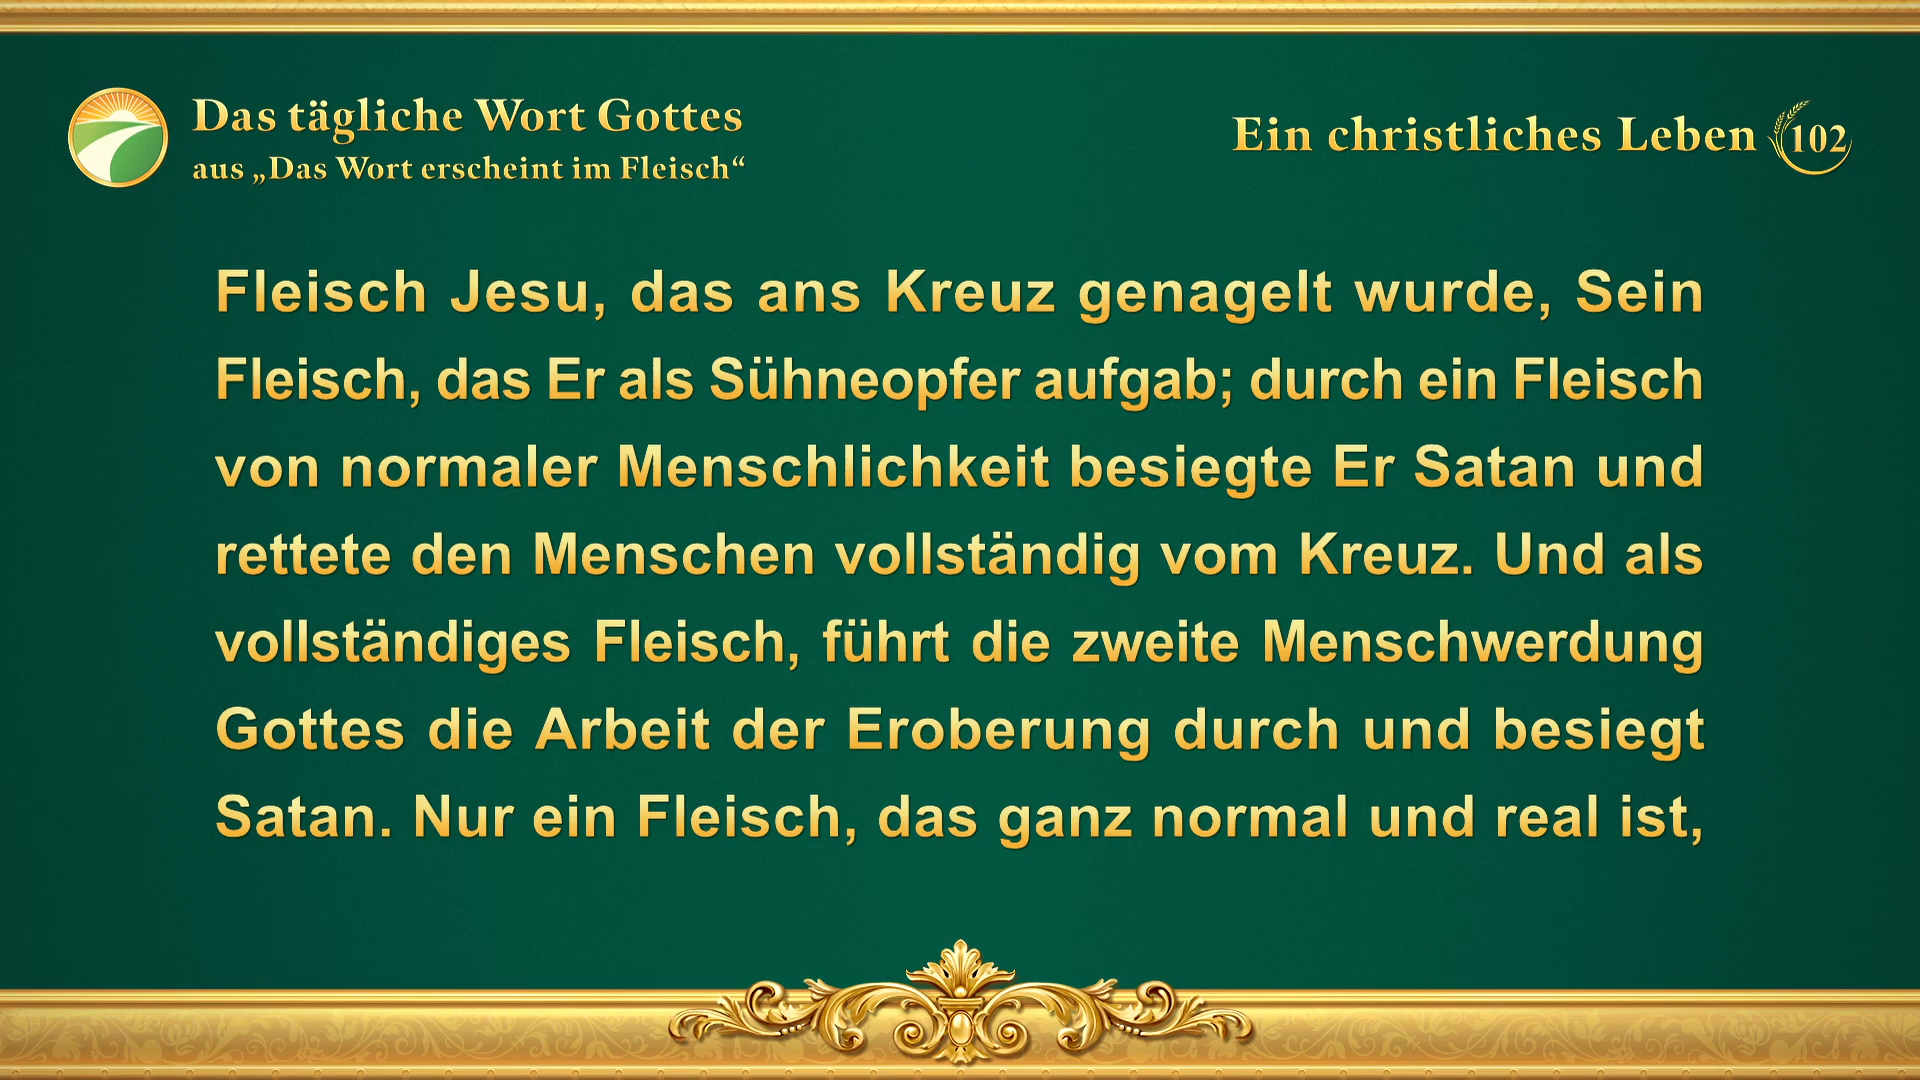 Das tägliche Wort Gottes
aus „Das Wort erscheint im Fleisch“
Ein christliches Leben 102
Fleisch Jesu, das ans Kreuz genagelt wurde, Sein
Fleisch, das Er als Sühneopfer aufgab; durch ein Fleisch
von normaler Menschlichkeit besiegte Er Satan und
rettete den Menschen vollständig vom Kreuz. Und als
vollständiges Fleisch, führt die zweite Menschwerdung
Gottes die Arbeit der Eroberung durch und besiegt
Satan. Nur ein Fleisch, das ganz normal und real ist,